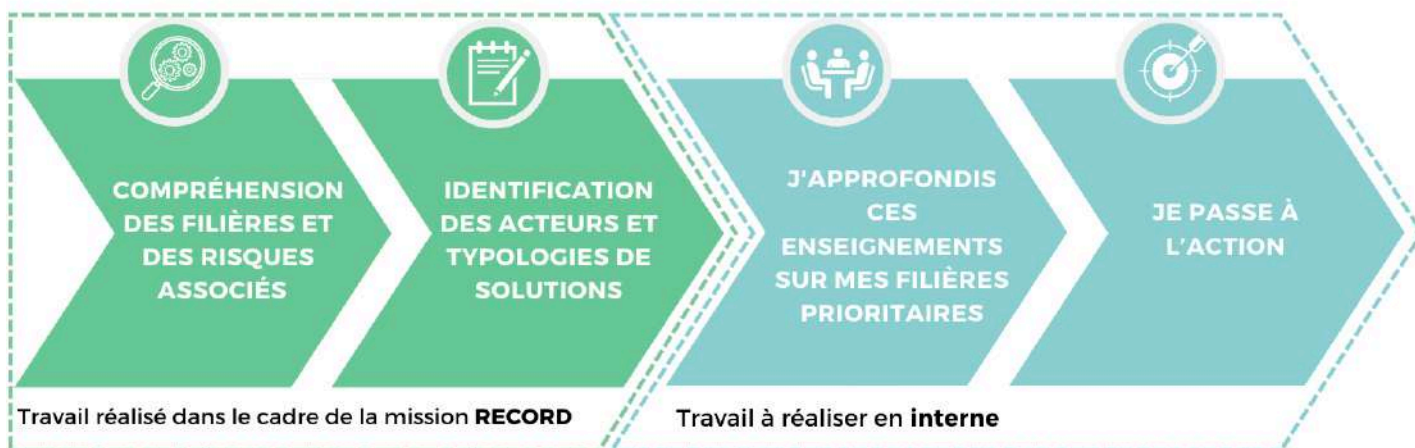 COMPRÉHENSION
DES FILIÈRES ET
DES RISQUES
ASSOCIÉS
IDENTIFICATION
DES ACTEURS ET
TYPOLOGIES DE
SOLUTIONS
J'APPROFONDIS
CES
ENSEIGNEMENTS
SUR MES FILIÈRES
PRIORITAIRES
JE PASSE À
L'ACTION
Travail réalisé dans le cadre de la mission RECORD
Travail à réaliser en interne